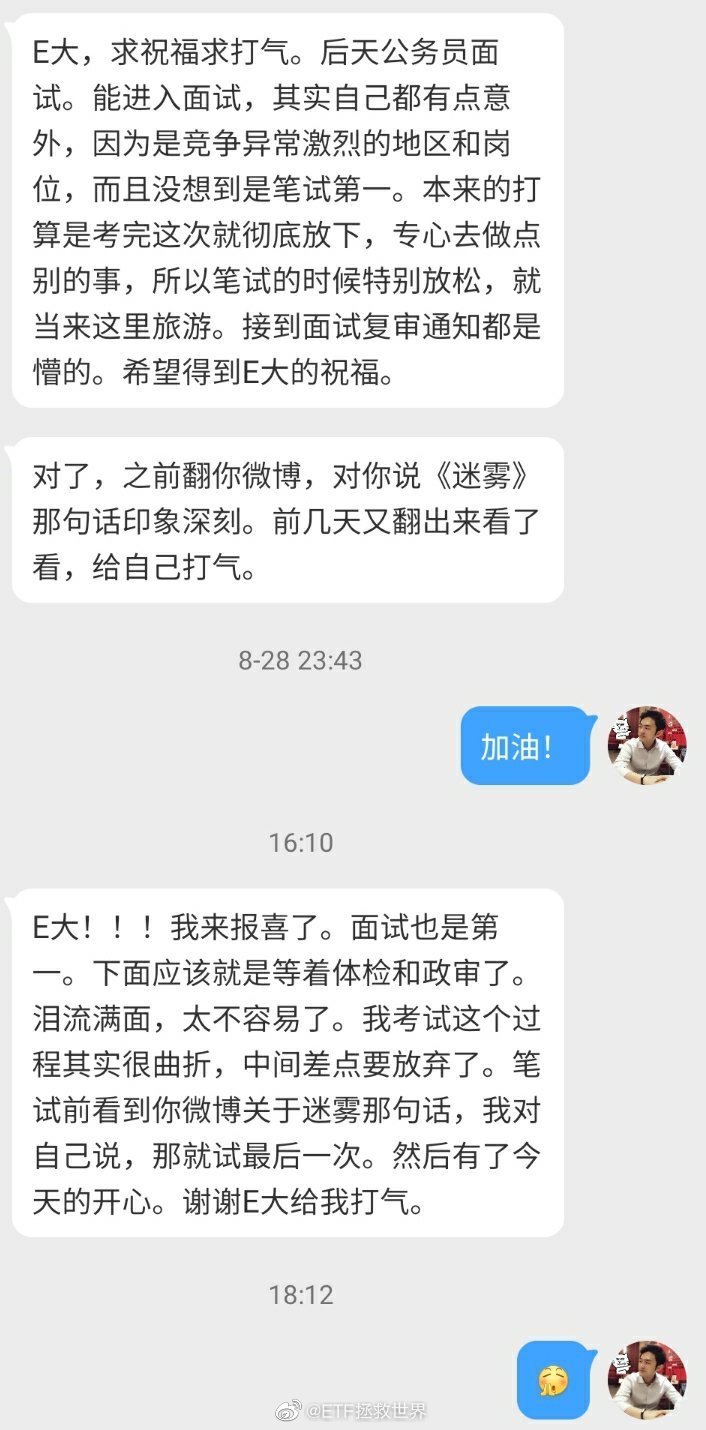 E大，求祝福求打气。后天公务员面
试。能进入面试，其实自己都有点意
外，因为是竞争异常激烈的地区和岗
位，而且没想到是笔试第一。本来的打
算是考完这次就彻底放下，专心去做点
别的事，所以笔试的时候特别放松，就
当来这里旅游。接到面试复审通知都是
懵的。希望得到E大的祝福。
对了，之前翻你微博，对你说《迷雾》
那句话印象深刻。前几天又翻出来看了
看，给自己打气。
8-28 23:43
加油！
16:10
E大！！！我来报喜了。面试也是第
一。下面应该就是等着体检和政审了。
泪流满面，太不容易了。我考试这个过
程其实很曲折，中间差点要放弃了。笔
试前看到你微博关于迷雾那句话，我对
自己说，那就试最后一次。然后有了今
天的开心。谢谢E大给我打气。
18:12
@ETF拯救世界